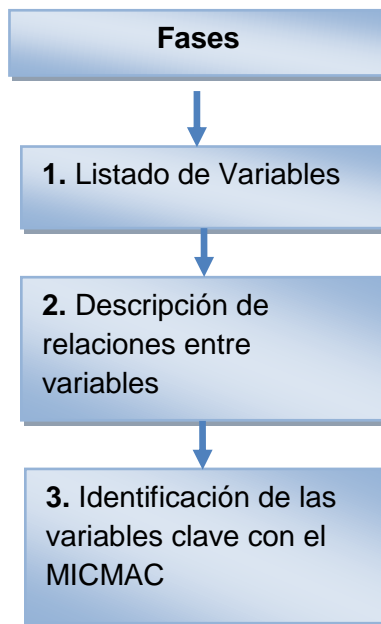 Fases
1. Listado de Variables
2. Descripción de
relaciones entre
variables
3. Identificación de las
variables clave con el
MICMAC